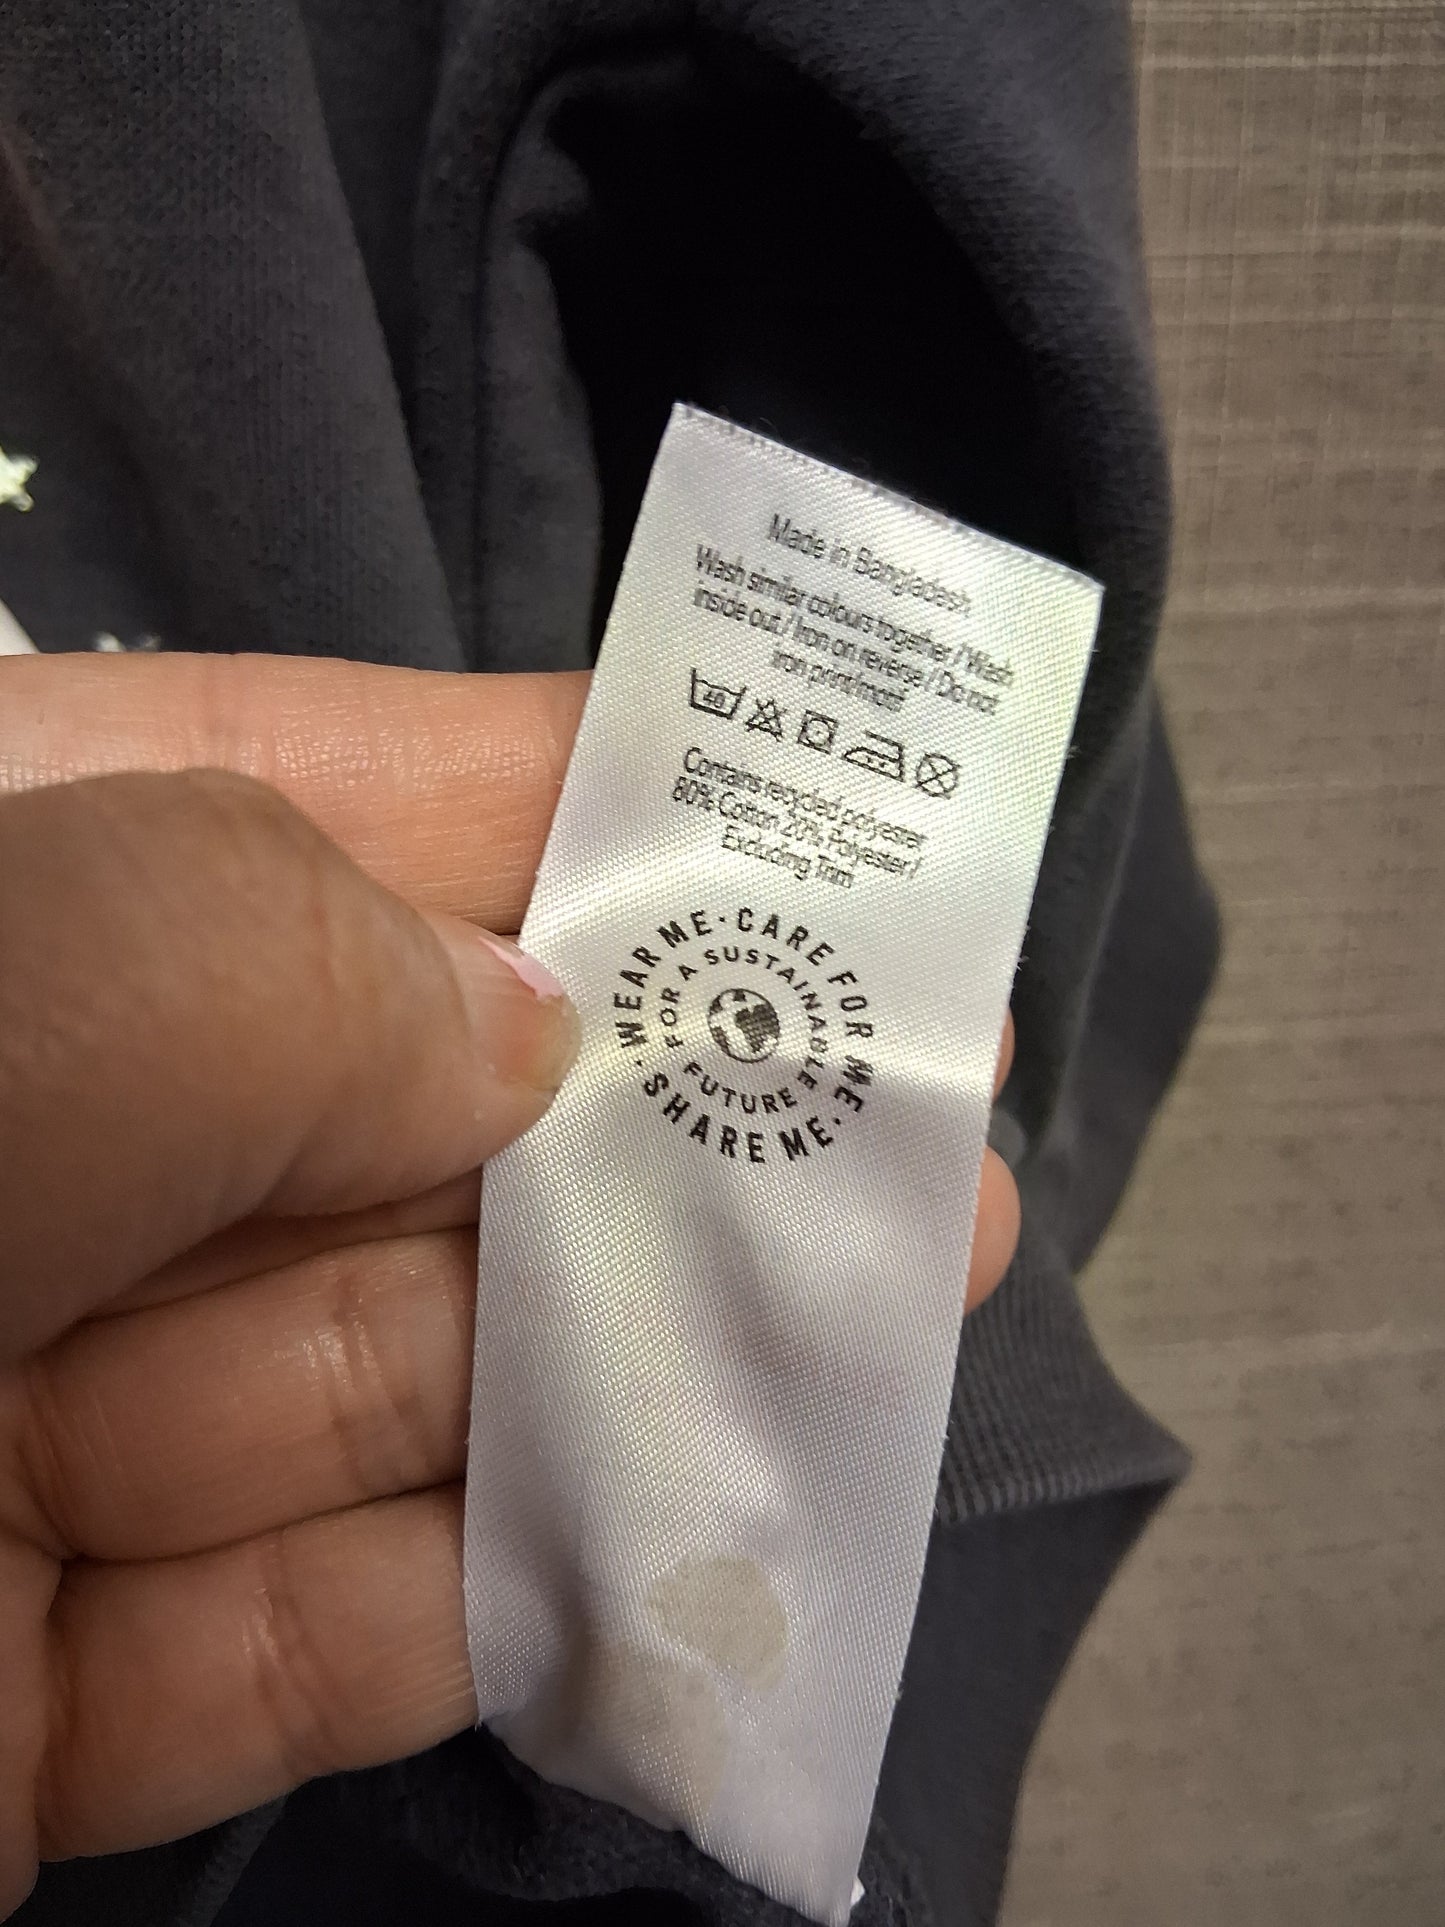 Made in Bangladesh
Wash similar colours together / Wash
inside out / Iron on reverse / Do not
iron print/motif
40
Contains recycled polyester
80% Cotton 20% Polyester /
Excluding Trim
· WEAR ME · CARE FOR ME · SHARE ME
FOR A SUSTAINABLE FUTURE